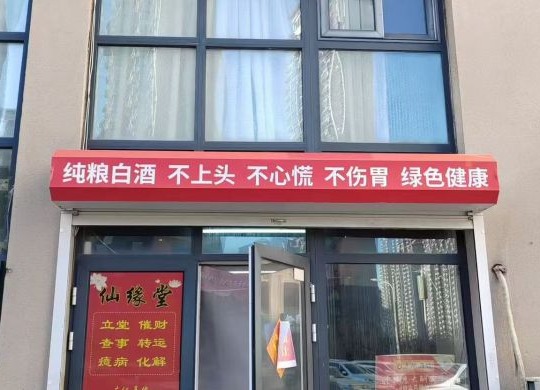 纯粮白酒 不上头 不心慌 不伤胃 绿色健康
仙缘堂
立堂 催财
查事 转运
癔病 化解